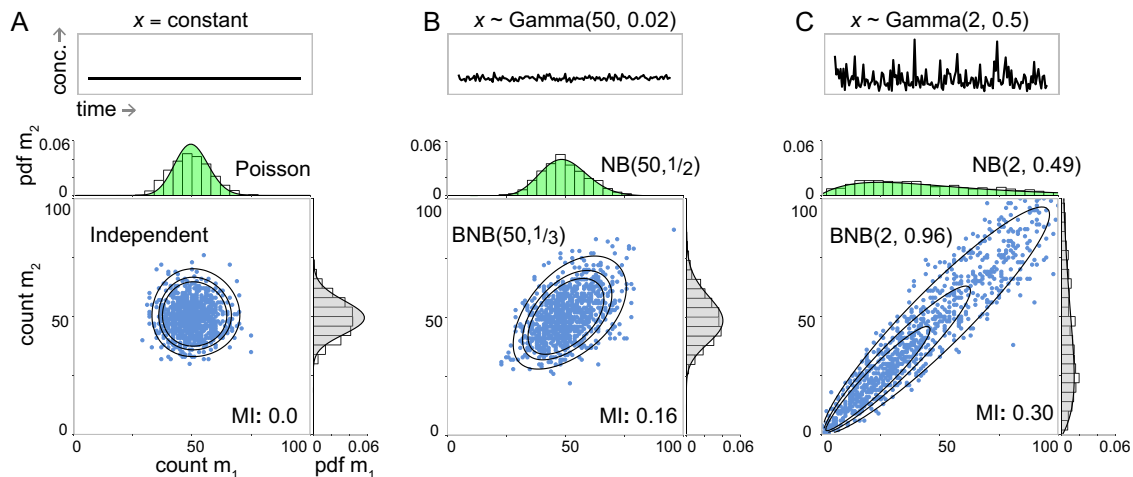 A
x = constant
conc.
time
pdf m2
0.06
0
Poisson
100
Independent
count m2
50
MI: 0.0
0
0
50
100
count m1
0
0.06
pdf m1
B
x ~ Gamma(50, 0.02)
0.06
0
NB(50,1/2)
100
BNB(50,1/3)
50
MI: 0.16
0
0
50
100
0
0.06
C
x ~ Gamma(2, 0.5)
0.06
0
NB(2, 0.49)
100
BNB(2, 0.96)
50
MI: 0.30
0
0
50
100
0
0.06